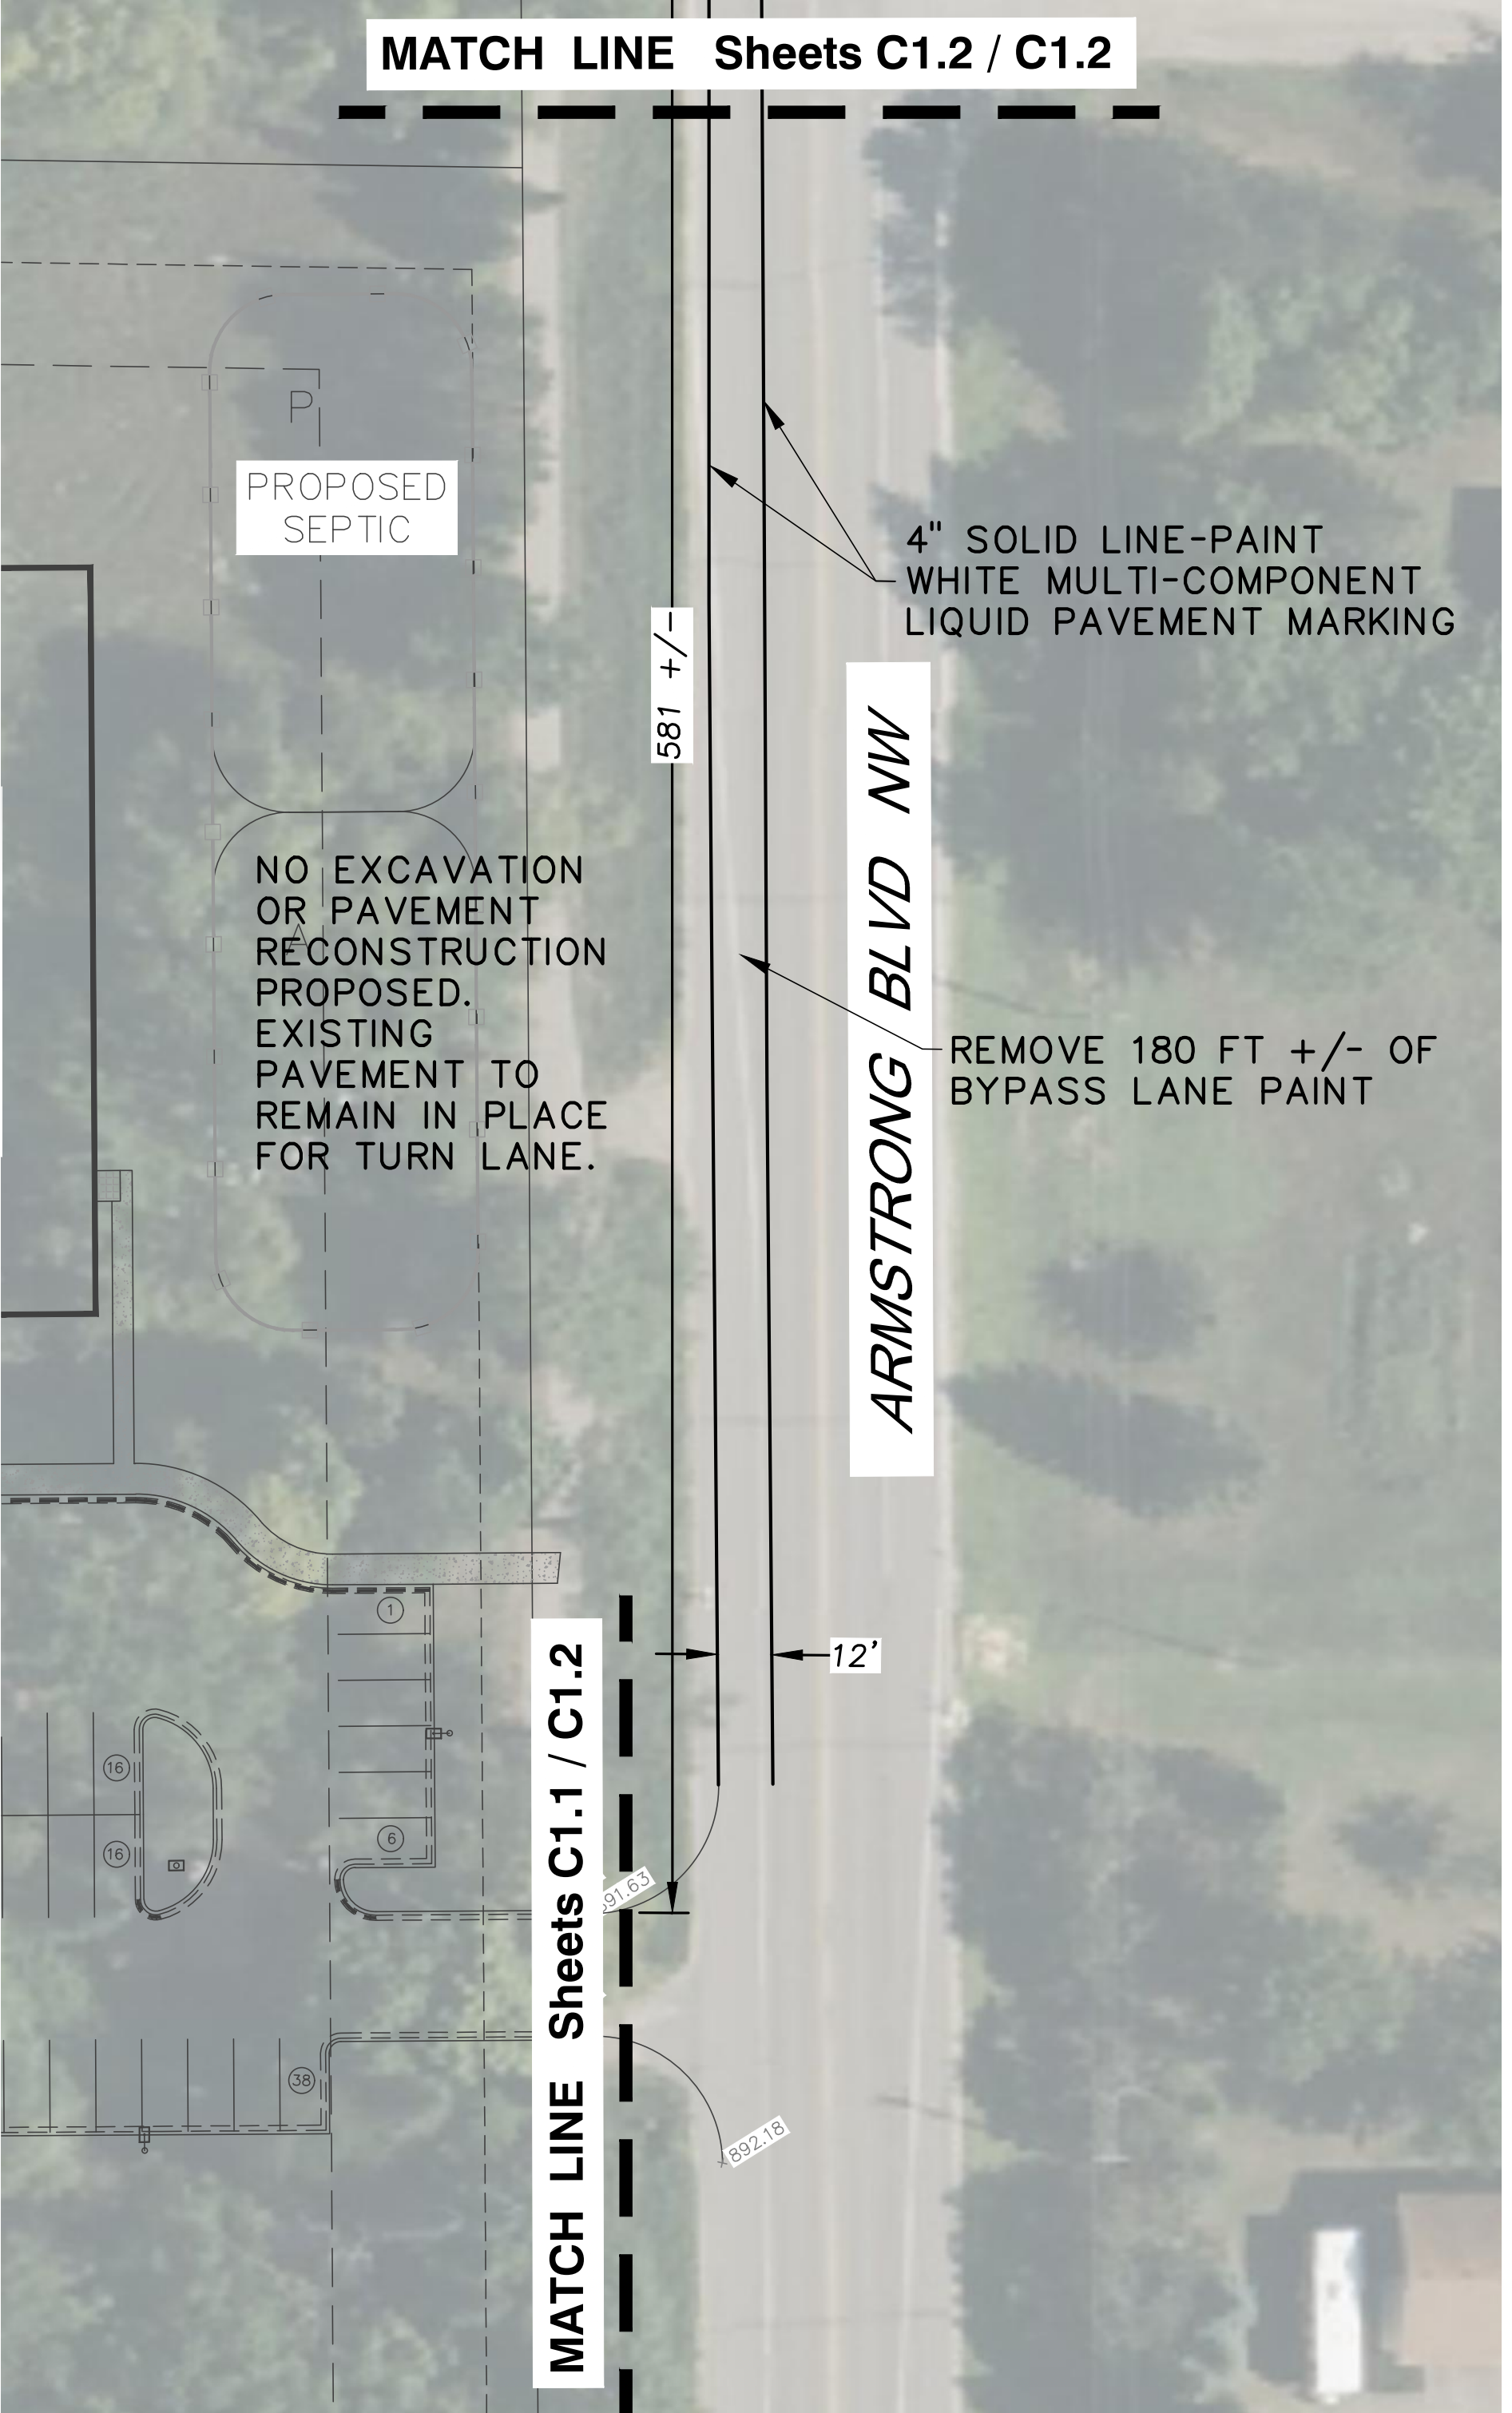 MATCH LINE Sheets C1.2 / C1.2
P
PROPOSED
SEPTIC
4" SOLID LINE-PAINT
WHITE MULTI-COMPONENT
LIQUID PAVEMENT MARKING
581 +/-
ARMSTRONG BLVD NW
NO EXCAVATION
OR PAVEMENT
RECONSTRUCTION
PROPOSED.
EXISTING
PAVEMENT TO
REMAIN IN PLACE
FOR TURN LANE.
A
REMOVE 180 FT +/- OF
BYPASS LANE PAINT
1
12'
MATCH LINE Sheets C1.1 / C1.2
16
6
16
38
892.18